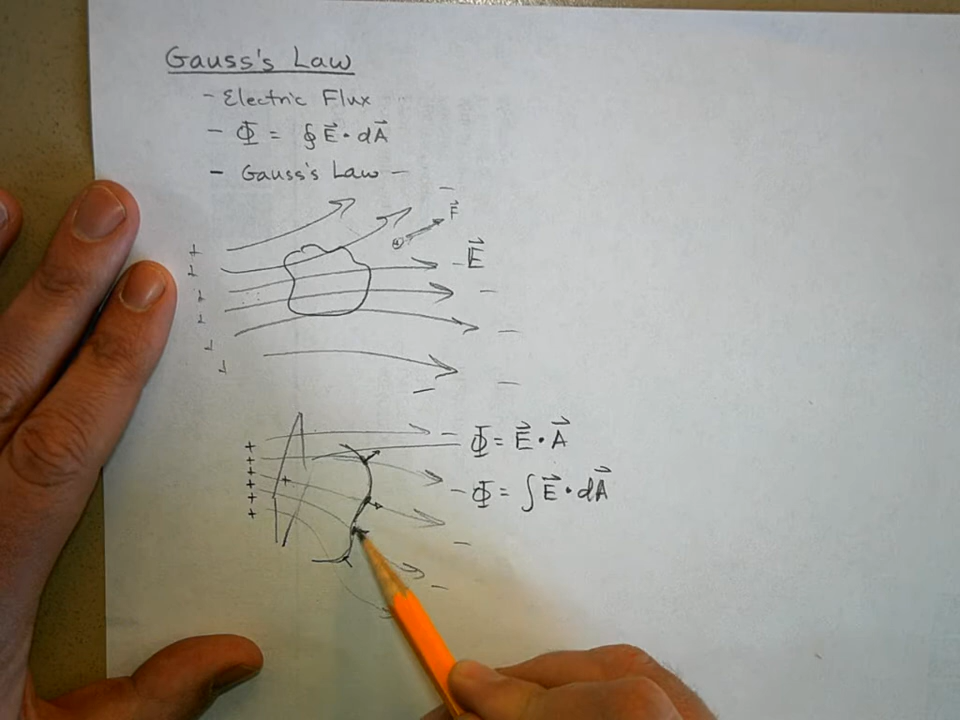 Gauss's Law
- Electric Flux
- Φ = ∮ E⃗ · dA⃗
- Gauss's Law -
F⃗
E⃗
Φ = E⃗ · A⃗
Φ = ∫ E⃗ · dA⃗